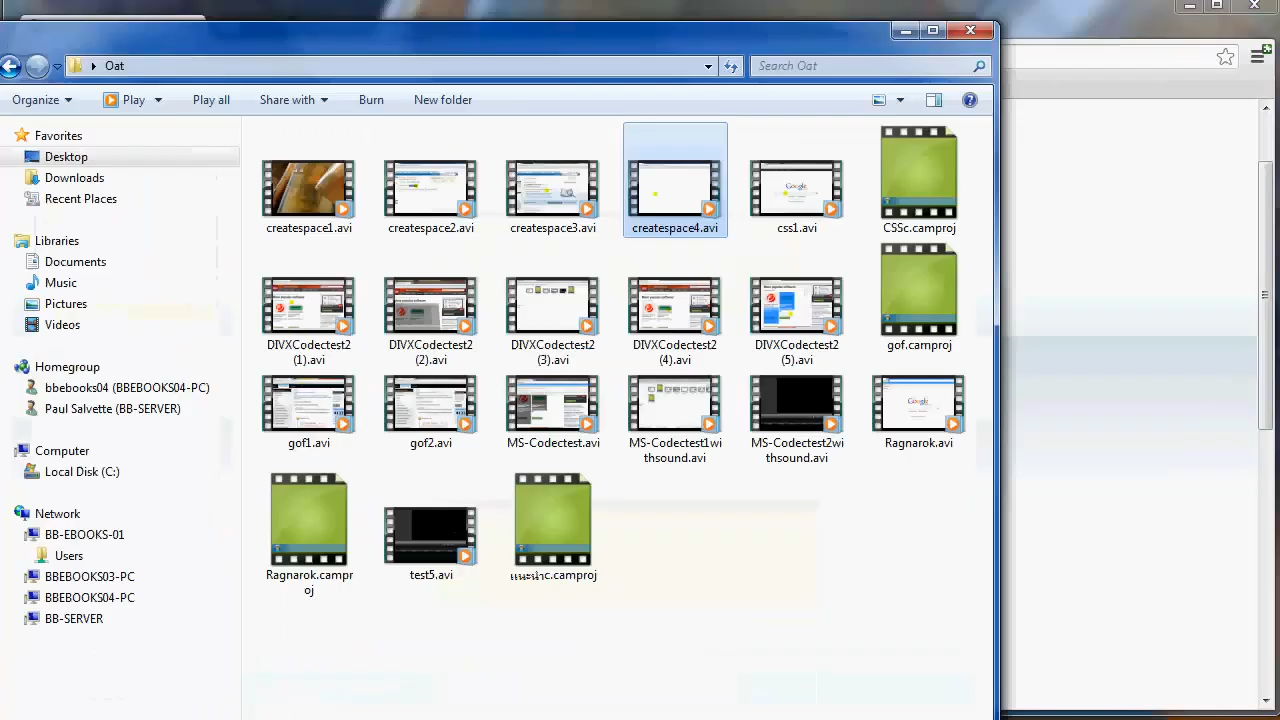 Oat
Search Oat
Organize Play Play all Share with Burn New folder
Favorites
Desktop
Downloads
Recent Places
Libraries
Documents
Music
Pictures
Videos
Homegroup
bbebooks04 (BBEBOOKS04-PC)
Paul Salvette (BB-SERVER)
Computer
Local Disk (C:)
Network
BB-EBOOKS-01
Users
BBEBOOKS03-PC
BBEBOOKS04-PC
BB-SERVER
createspace1.avi
createspace2.avi
createspace3.avi
createspace4.avi
css1.avi
CSSc.camproj
DIVXCodectest2
(1).avi
DIVXCodectest2
(2).avi
DIVXCodectest2
(3).avi
DIVXCodectest2
(4).avi
DIVXCodectest2
(5).avi
gof.camproj
gof1.avi
gof2.avi
MS-Codectest.avi
MS-Codectest1wi
thsound.avi
MS-Codectest2wi
thsound.avi
Ragnarok.avi
Ragnarok.campr
oj
test5.avi